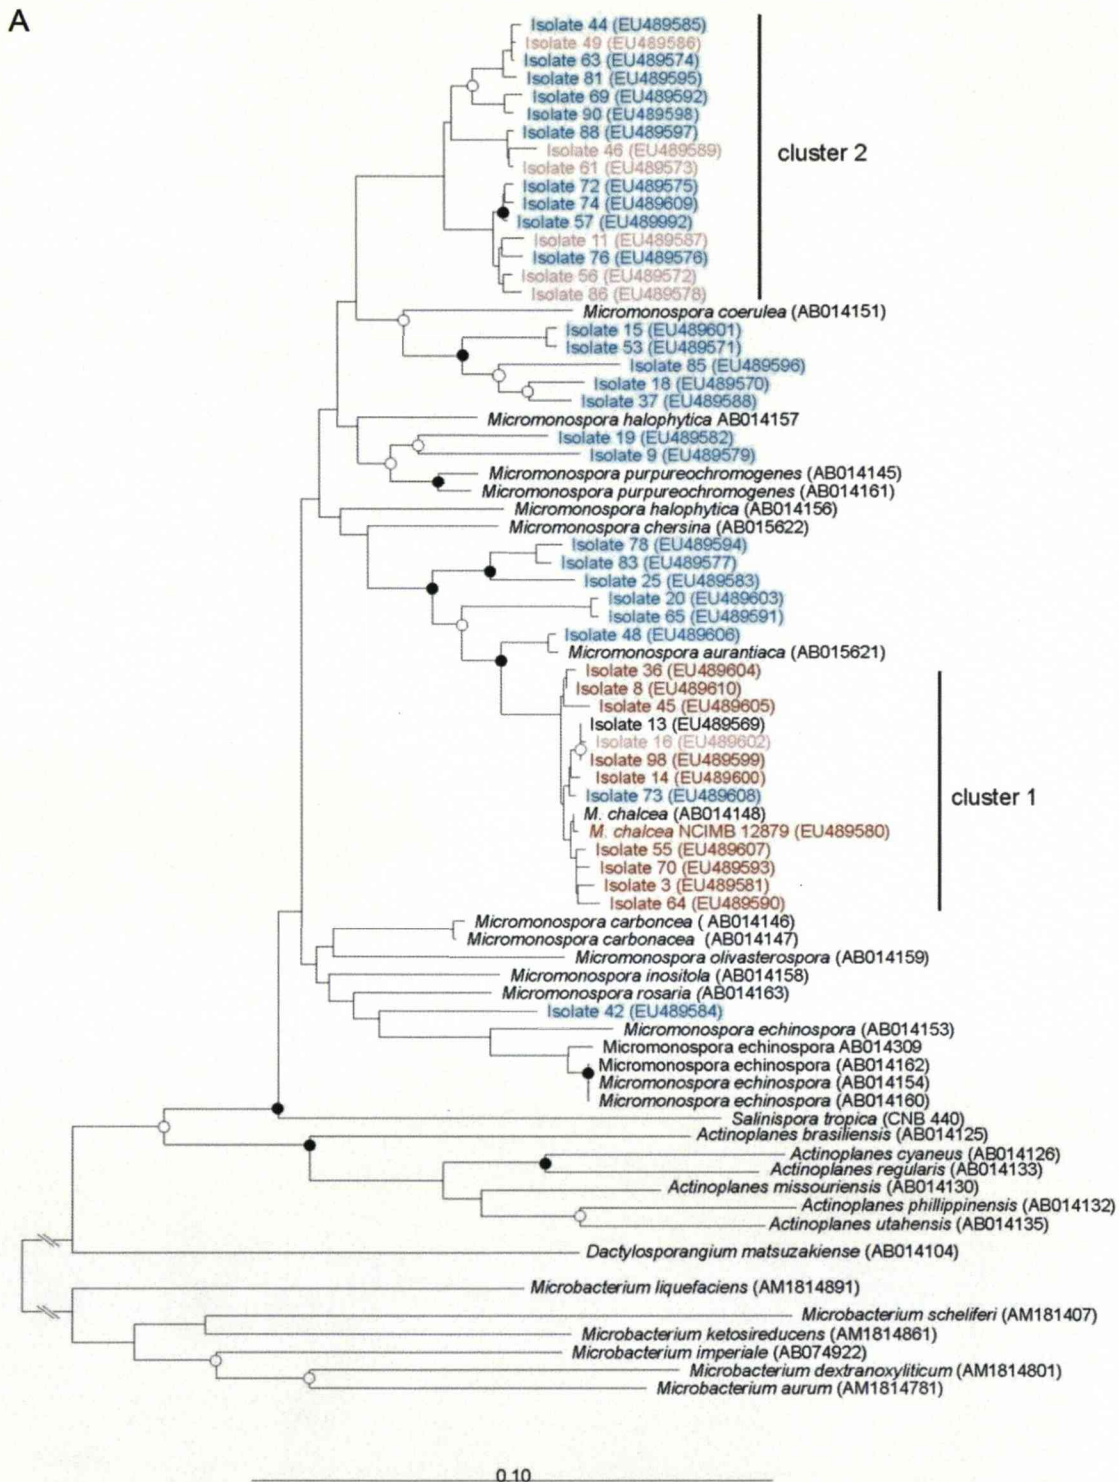 A
Isolate 44 (EU489585)
Isolate 49 (EU489586)
Isolate 63 (EU489574)
Isolate 81 (EU489595)
Isolate 69 (EU489592)
Isolate 90 (EU489598)
Isolate 88 (EU489597)
Isolate 46 (EU489589)
cluster 2
Isolate 61 (EU489573)
Isolate 72 (EU489575)
Isolate 74 (EU489609)
Isolate 57 (EU489992)
Isolate 11 (EU489587)
Isolate 76 (EU489576)
Isolate 56 (EU489572)
Isolate 86 (EU489578)
Micromonospora coerulea (AB014151)
Isolate 15 (EU489601)
Isolate 53 (EU489571)
Isolate 85 (EU489596)
Isolate 18 (EU489570)
Isolate 37 (EU489588)
Micromonospora halophytica AB014157
Isolate 19 (EU489582)
Isolate 9 (EU489579)
Micromonospora purpureochromogenes (AB014145)
Micromonospora purpureochromogenes (AB014161)
Micromonospora halophytica (AB014156)
Micromonospora chersina (AB015622)
Isolate 78 (EU489594)
Isolate 83 (EU489577)
Isolate 25 (EU489583)
Isolate 20 (EU489603)
Isolate 65 (EU489591)
Isolate 48 (EU489606)
Micromonospora aurantiaca (AB015621)
Isolate 36 (EU489604)
Isolate 8 (EU489610)
Isolate 45 (EU489605)
Isolate 13 (EU489569)
Isolate 16 (EU489602)
Isolate 98 (EU489599)
Isolate 14 (EU489600)
Isolate 73 (EU489608)
cluster 1
M. chalcea (AB014148)
M. chalcea NCIMB 12879 (EU489580)
Isolate 55 (EU489607)
Isolate 70 (EU489593)
Isolate 3 (EU489581)
Isolate 64 (EU489590)
Micromonospora carboncea ( AB014146)
Micromonospora carbonacea (AB014147)
Micromonospora olivasterospora (AB014159)
Micromonospora inositola (AB014158)
Micromonospora rosaria (AB014163)
Isolate 42 (EU489584)
Micromonospora echinospora (AB014153)
Micromonospora echinospora AB014309
Micromonospora echinospora (AB014162)
Micromonospora echinospora (AB014154)
Micromonospora echinospora (AB014160)
Salinispora tropica (CNB 440)
Actinoplanes brasiliensis (AB014125)
Actinoplanes cyaneus (AB014126)
Actinoplanes regularis (AB014133)
Actinoplanes missouriensis (AB014130)
Actinoplanes phillippinensis (AB014132)
Actinoplanes utahensis (AB014135)
Dactylosporangium matsuzakiense (AB014104)
Microbacterium liquefaciens (AM1814891)
Microbacterium scheliferi (AM181407)
Microbacterium ketosireducens (AM1814861)
Microbacterium imperiale (AB074922)
Microbacterium dextranoxyliticum (AM1814801)
Microbacterium aurum (AM1814781)
0.10